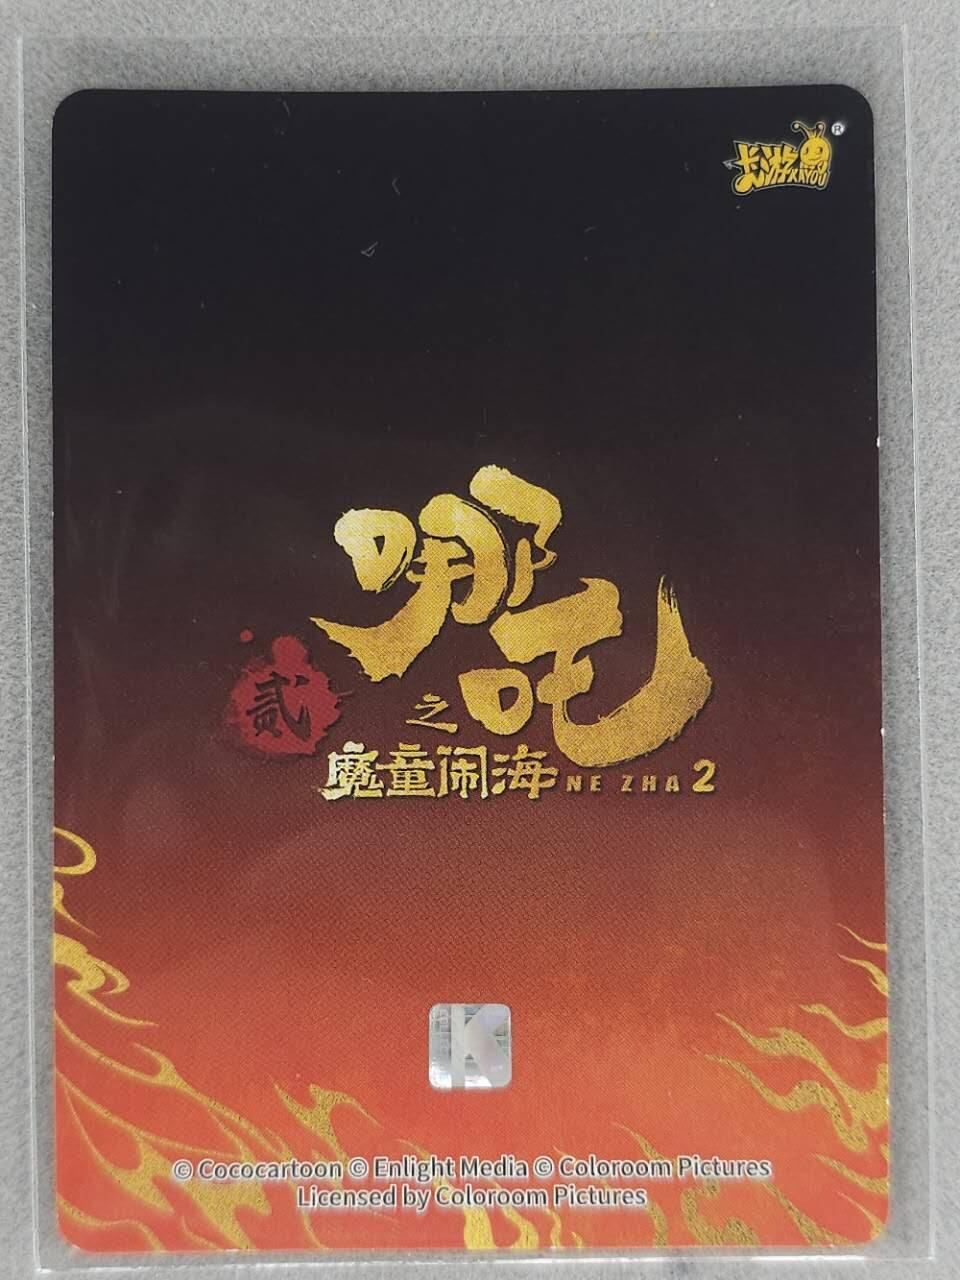 卡游 KAYOU ®
哪吒
贰
之
魔童闹海 NE ZHA 2
K
© Cococartoon © Enlight Media © Coloroom Pictures
Licensed by Coloroom Pictures